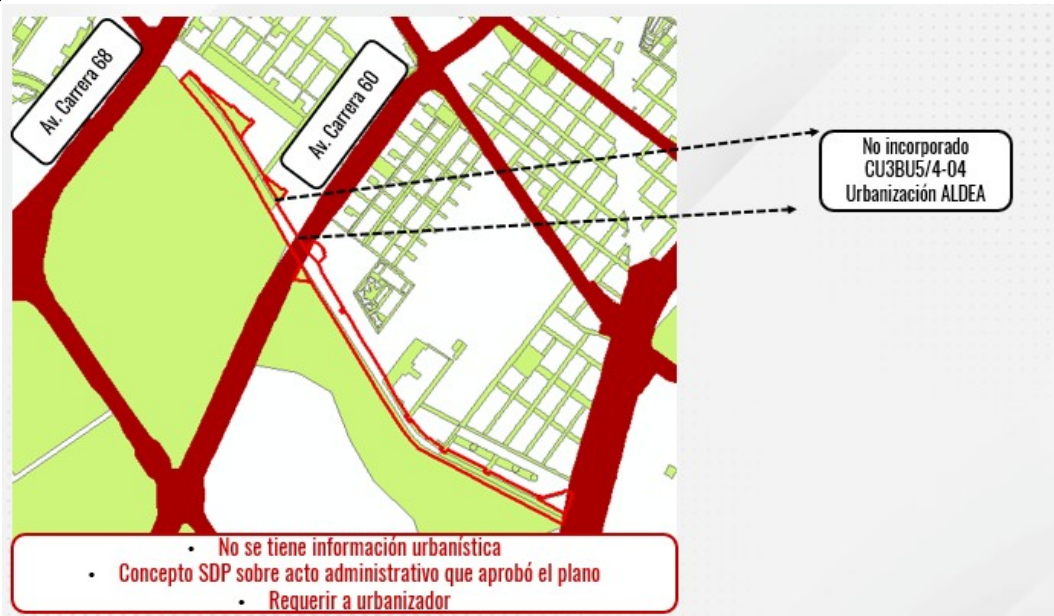 Av. Carrera 68
Av. Carrera 60
No incorporado
CU3BU5/4-04
Urbanización ALDEA
• No se tiene información urbanística
• Concepto SDP sobre acto administrativo que aprobó el plano
• Requerir a urbanizador